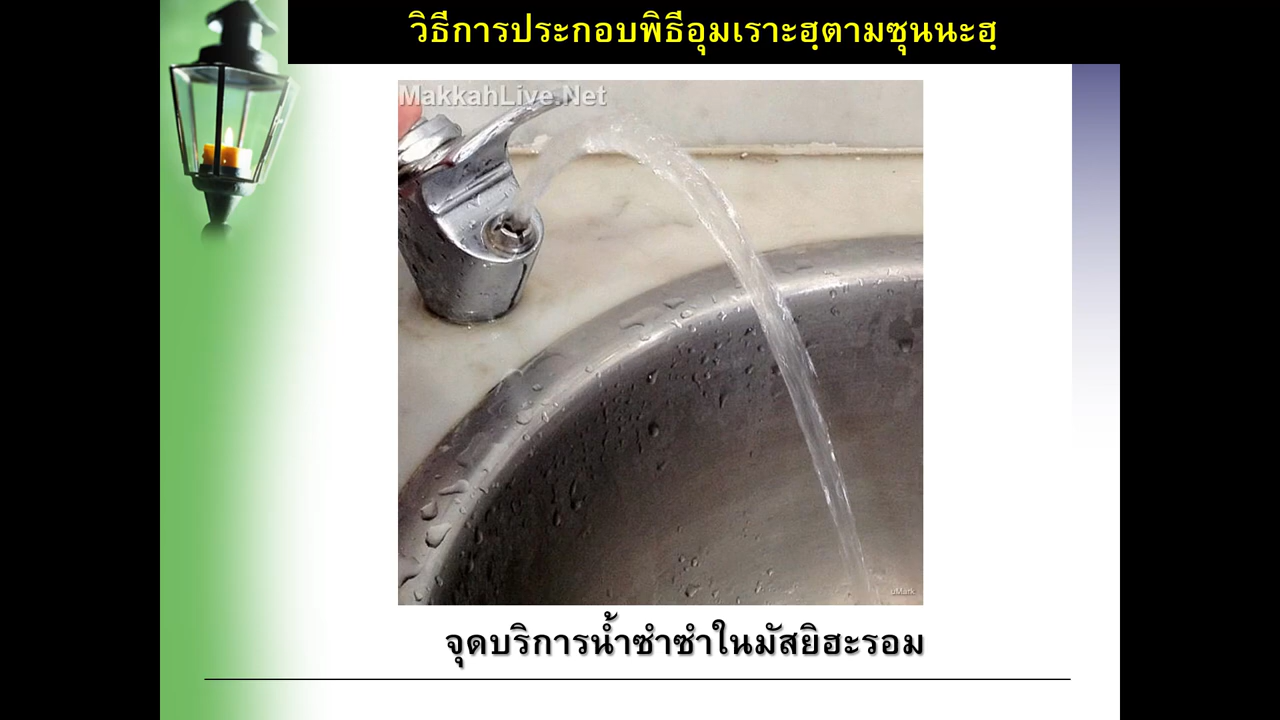 วิธีการประกอบพิธีอุมเราะฮฺตามซุนนะฮฺ
MakkahLive.Net
uMark
จุดบริการน้ำซำซำในมัสยิฮะรอม